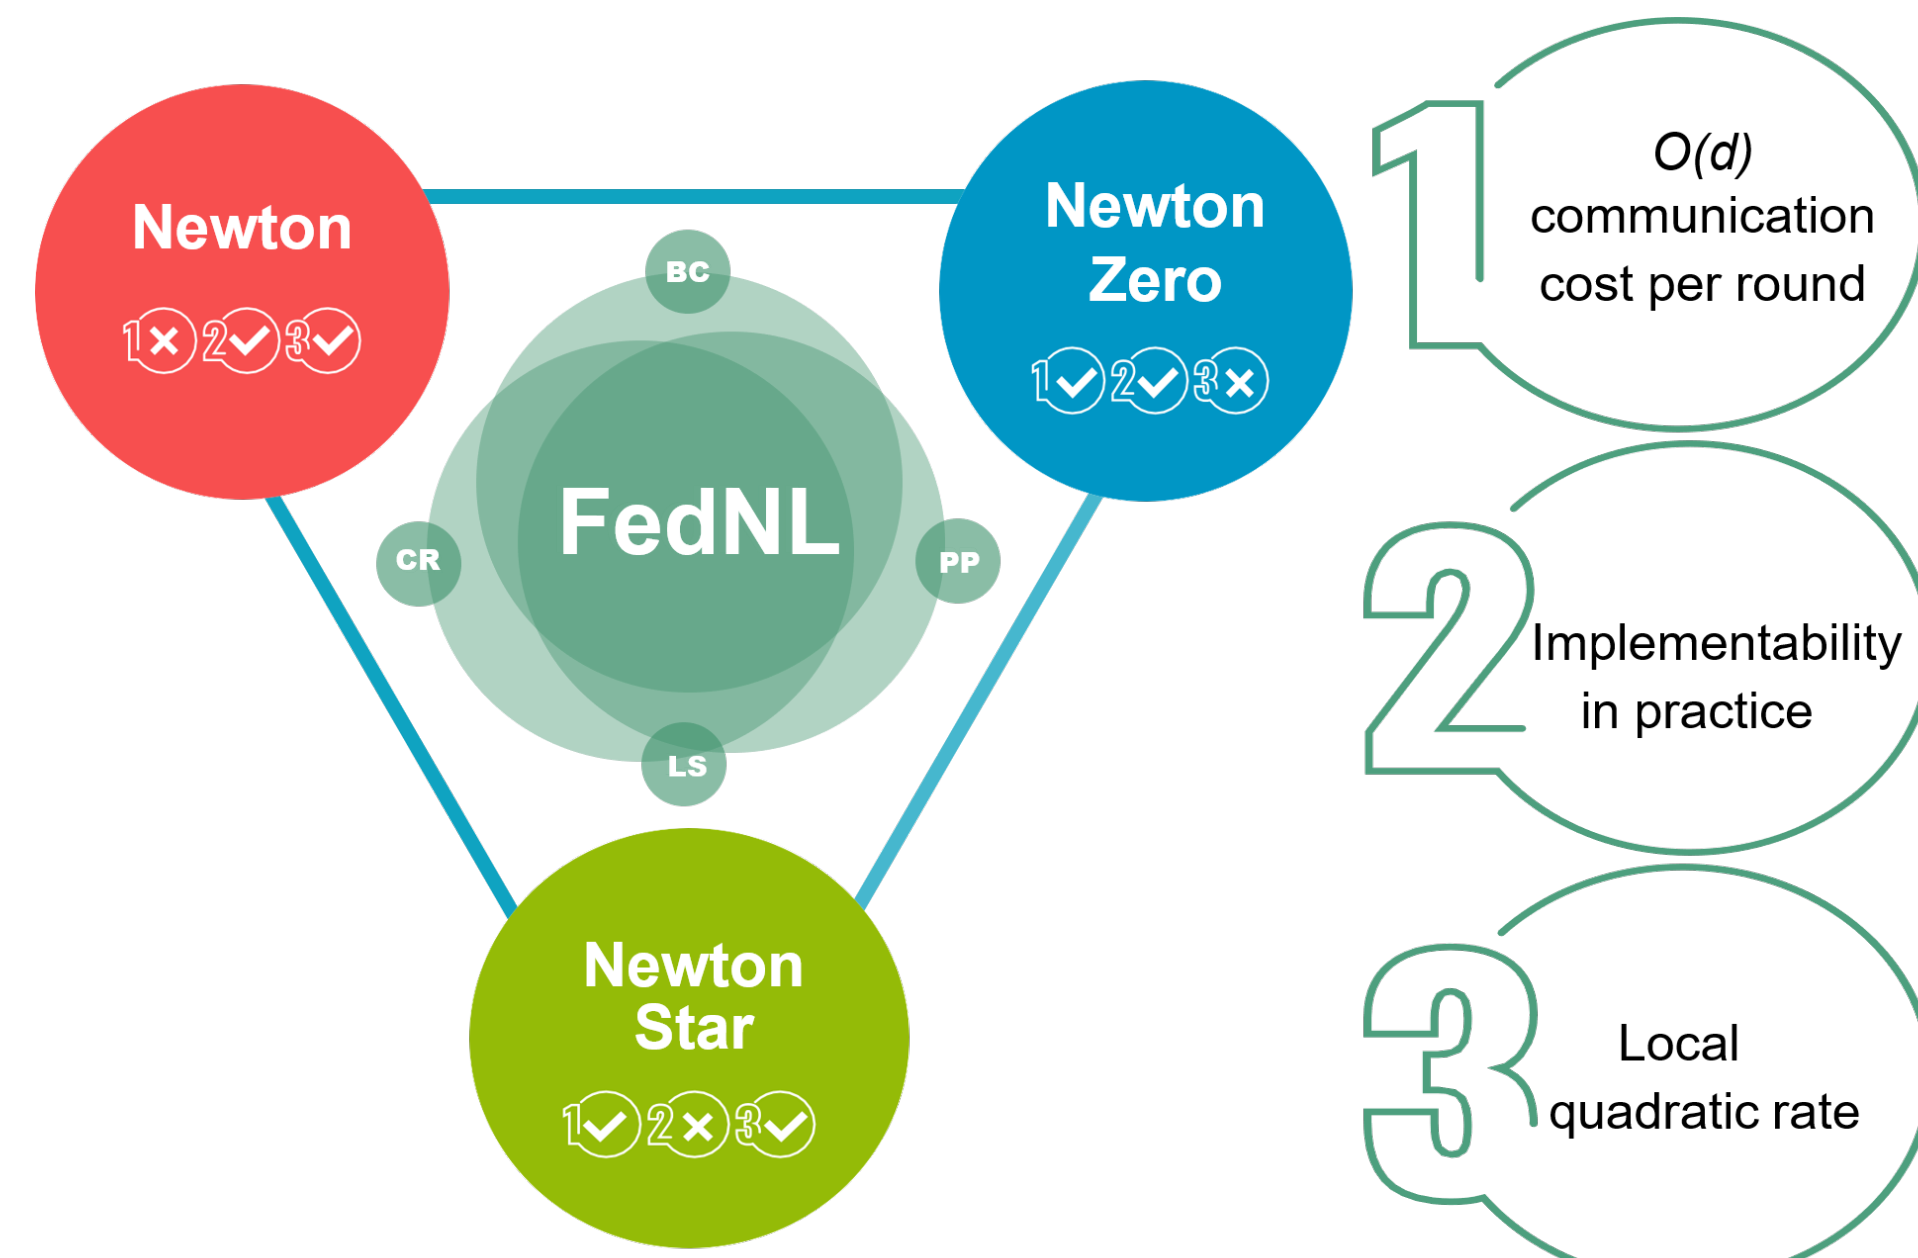 Newton
1 2 3
Newton
Zero
1 2 3
BC
FedNL
CR
PP
LS
Newton
Star
1 2 3
1
O(d)
communication
cost per round
2
Implementability
in practice
3
Local
quadratic rate